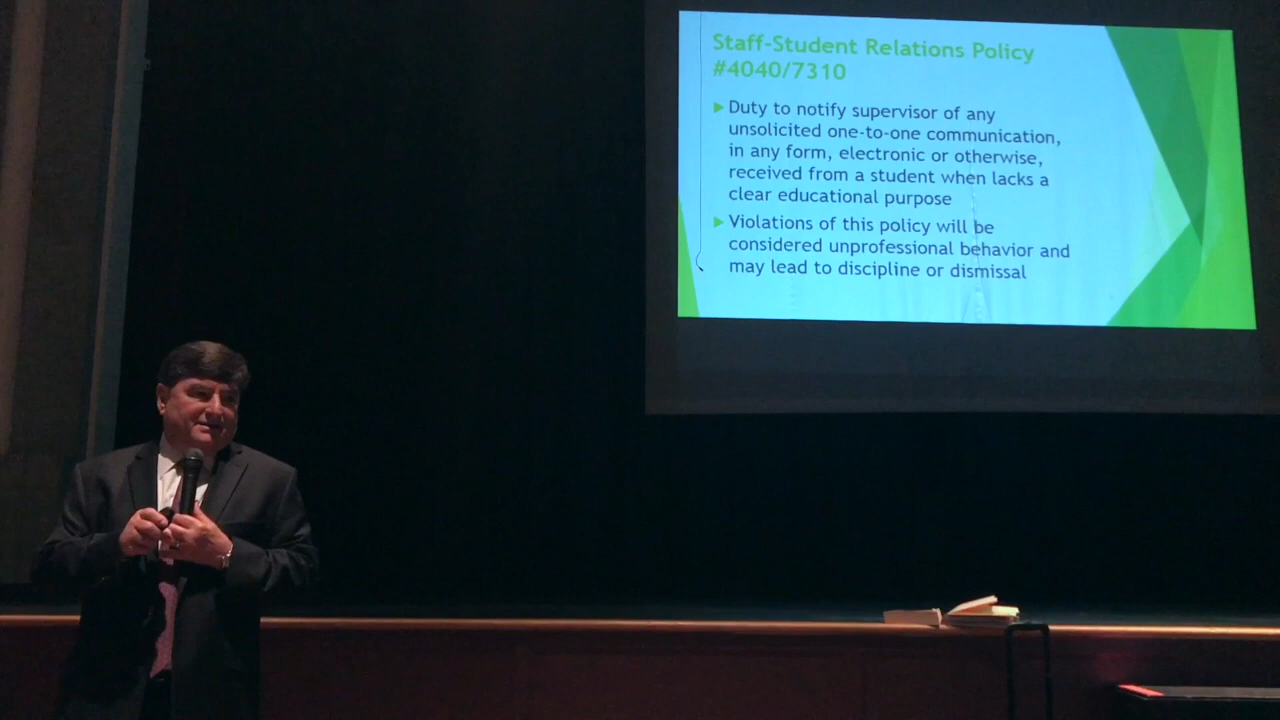 Staff-Student Relations Policy
#4040/7310
Duty to notify supervisor of any
unsolicited one-to-one communication,
in any form, electronic or otherwise,
received from a student when lacks a
clear educational purpose
Violations of this policy will be
considered unprofessional behavior and
may lead to discipline or dismissal